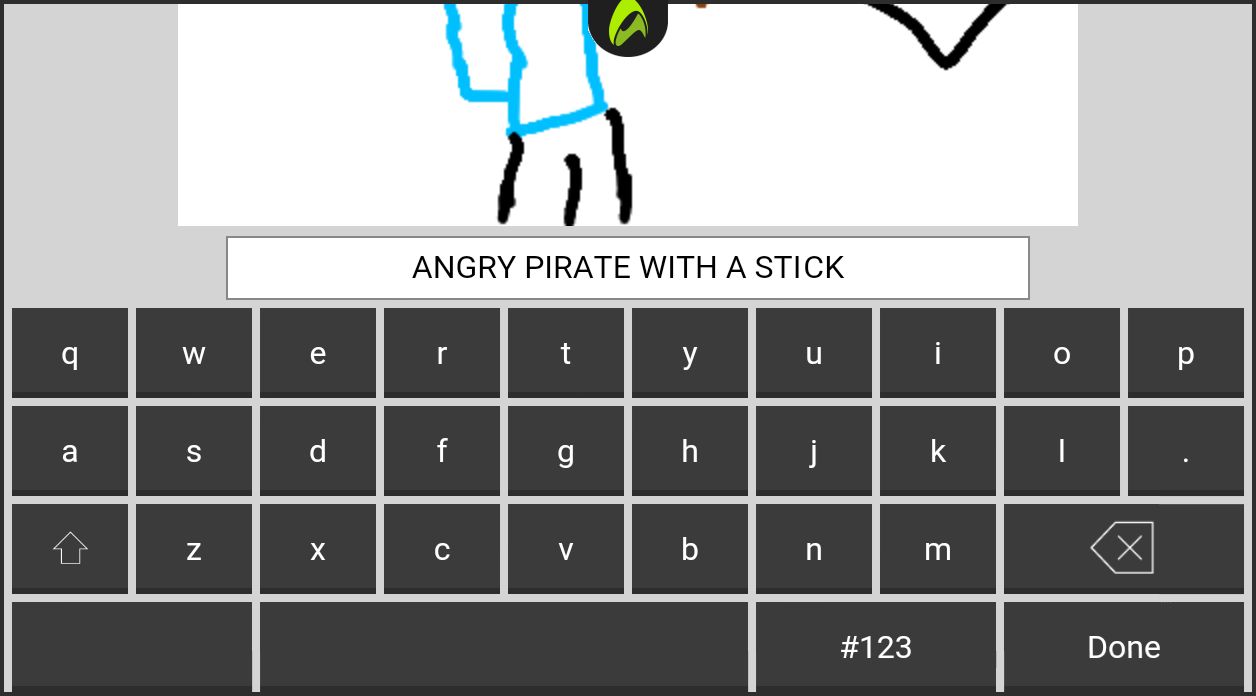 ANGRY PIRATE WITH A STICK
q w e r t y u i o p
a s d f g h j k l .
z x c v b n m
#123 Done